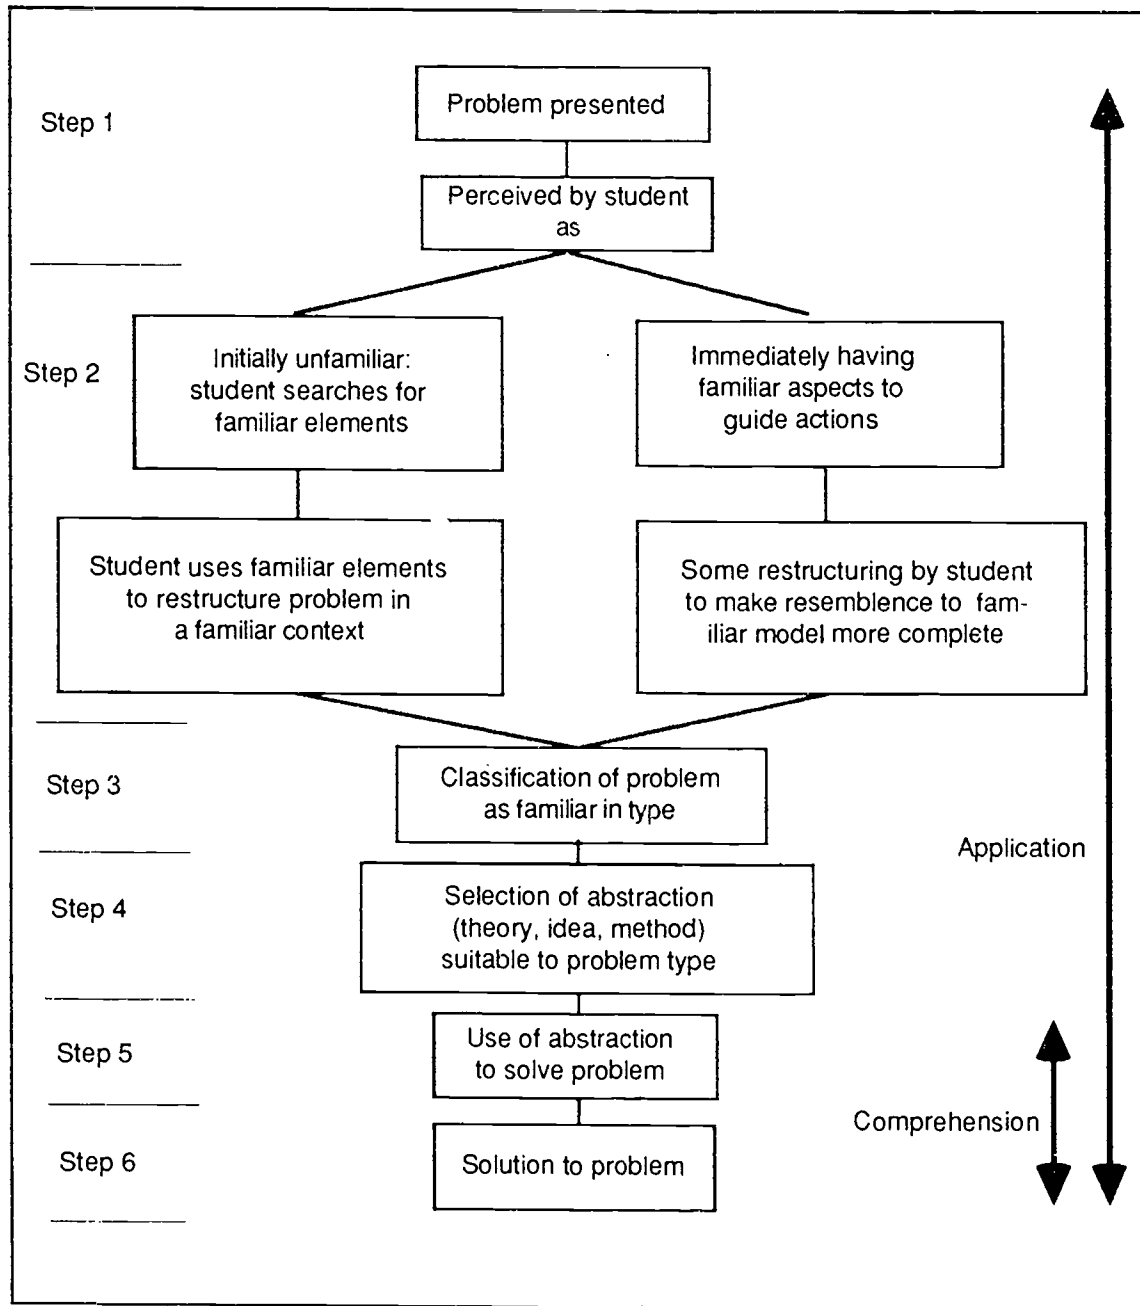 Step 1
Problem presented
Perceived by student
as
Step 2
Initially unfamiliar:
student searches for
familiar elements
Immediately having
familiar aspects to
guide actions
Student uses familiar elements
to restructure problem in
a familiar context
Some restructuring by student
to make resemblence to fam-
iliar model more complete
Step 3
Classification of problem
as familiar in type
Application
Step 4
Selection of abstraction
(theory, idea, method)
suitable to problem type
Step 5
Use of abstraction
to solve problem
Comprehension
Step 6
Solution to problem